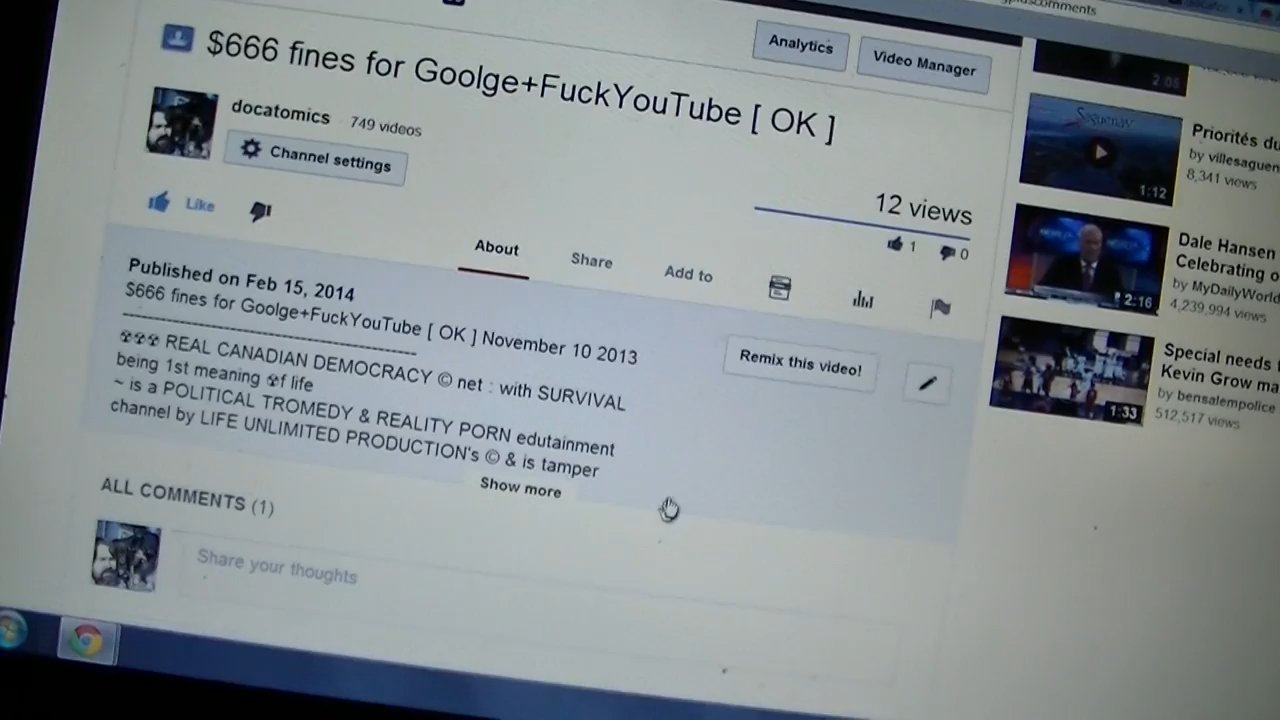 pluscomments
Analytics
Video Manager
$666 fines for Goolge+FuckYouTube [ OK ]
docatomics 749 videos
Channel settings
12 views
Like
1
0
About
Share
Add to
Published on Feb 15, 2014
$666 fines for Goolge+FuckYouTube [ OK ] November 10 2013
------------------------------------------------
☢☢☢ REAL CANADIAN DEMOCRACY © net : with SURVIVAL
being 1st meaning ☢f life
~ is a POLITICAL TROMEDY & REALITY PORN edutainment
channel by LIFE UNLIMITED PRODUCTION's © & is tamper
Show more
Remix this video!
ALL COMMENTS (1)
Share your thoughts
2:06
Saguenay
1:12
Priorités du
by villesaguen
8,341 views
2:16
Dale Hansen
Celebrating o
by MyDailyWorld
4,239,994 views
1:33
Special needs
Kevin Grow ma
by bensalempolice
512,517 views